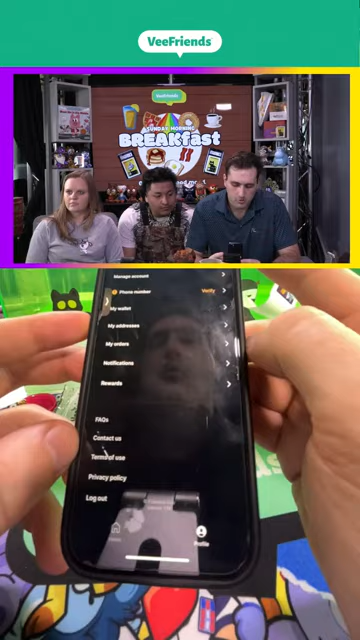 VeeFriends
VeeFriends
SUNDAY MORNING
BREAKfast
Manage account
Phone number
Verify
My wallet
My addresses
My orders
Notifications
Rewards
FAQs
Contact us
Terms of use
Privacy policy
Log out
Profile